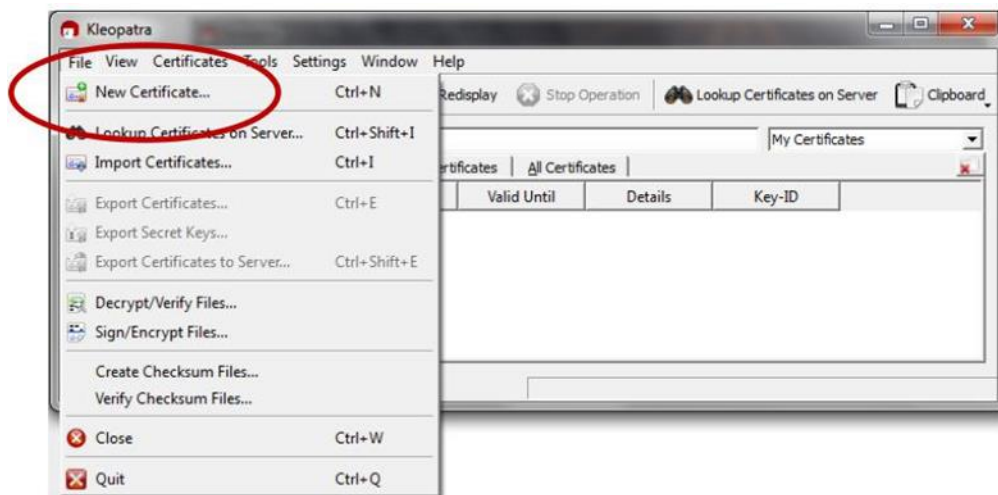 Kleopatra
File View Certificates Tools Settings Window Help
New Certificate... Ctrl+N
Redisplay Stop Operation Lookup Certificates on Server Clipboard
Lookup Certificates on Server... Ctrl+Shift+I
My Certificates
Import Certificates... Ctrl+I
ertificates All Certificates
Export Certificates... Ctrl+E
Valid Until Details Key-ID
Export Secret Keys...
Export Certificates to Server... Ctrl+Shift+E
Decrypt/Verify Files...
Sign/Encrypt Files...
Create Checksum Files...
Verify Checksum Files...
Close Ctrl+W
Quit Ctrl+Q